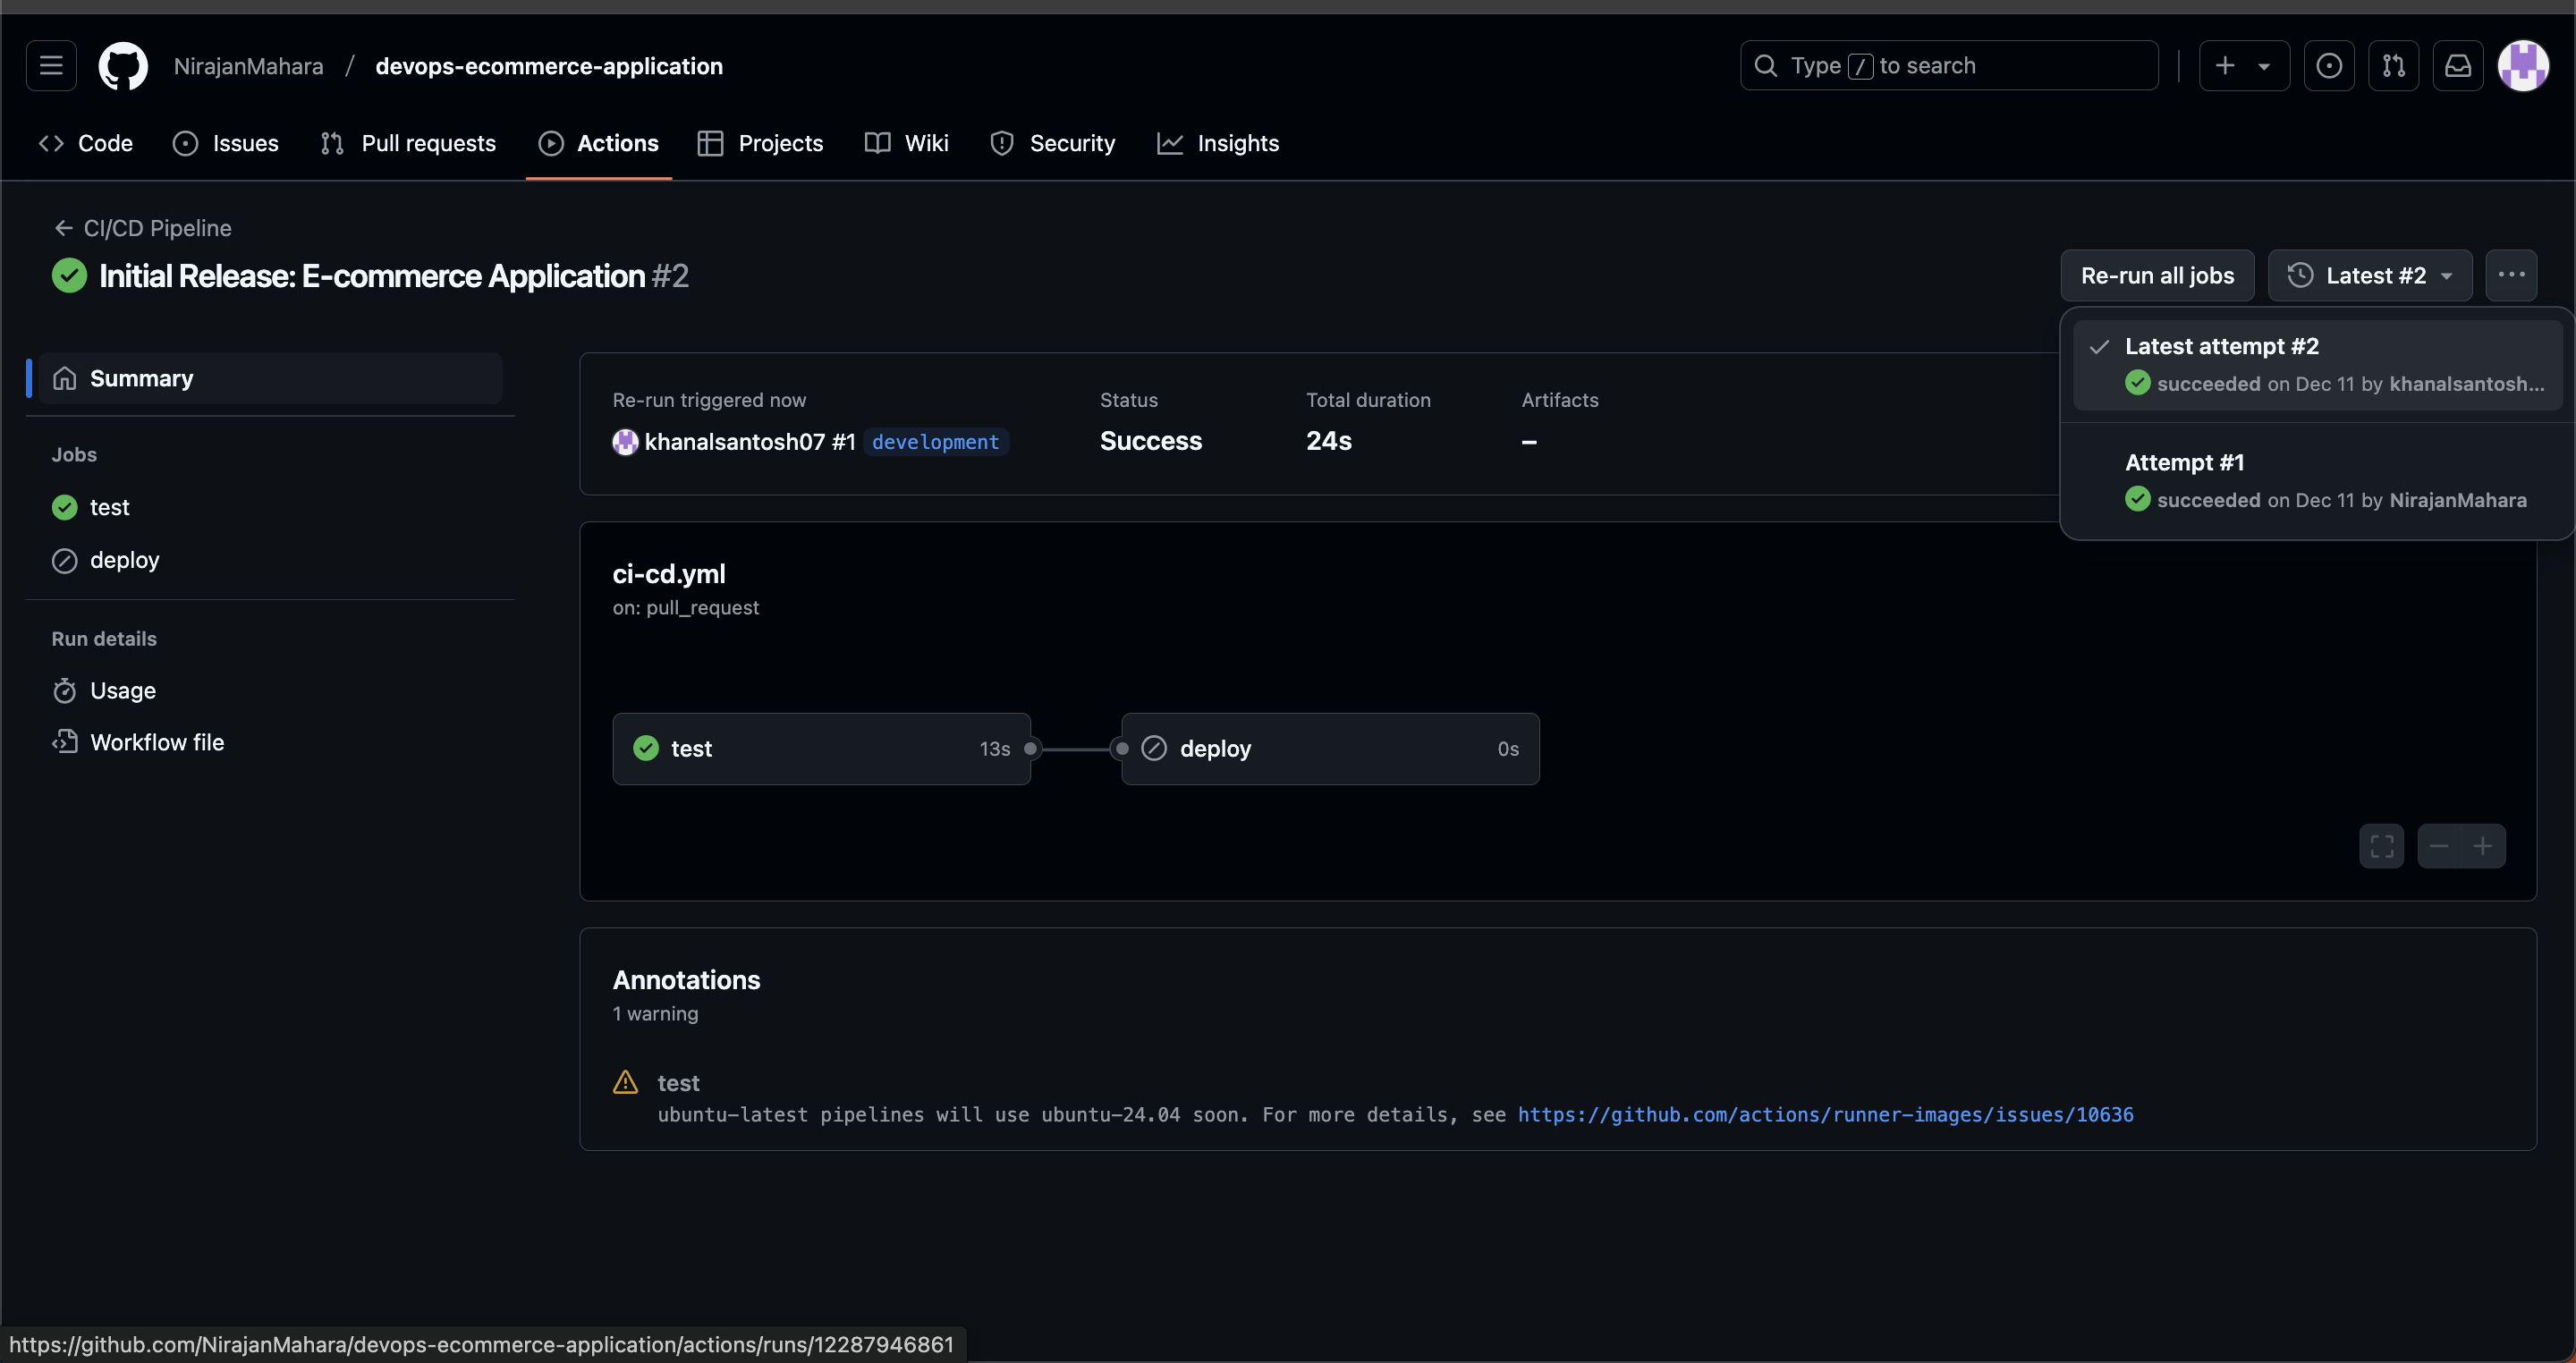 NirajanMahara / devops-ecommerce-application
Type / to search
Code Issues Pull requests Actions Projects Wiki Security Insights
← CI/CD Pipeline
Initial Release: E-commerce Application #2
Re-run all jobs
Latest #2
Latest attempt #2
succeeded on Dec 11 by khanalsantosh...
Attempt #1
succeeded on Dec 11 by NirajanMahara
Summary
Jobs
test
deploy
Run details
Usage
Workflow file
Re-run triggered now
khanalsantosh07 #1 development
Status
Success
Total duration
24s
Artifacts
–
ci-cd.yml
on: pull_request
test 13s
deploy 0s
Annotations
1 warning
test
ubuntu-latest pipelines will use ubuntu-24.04 soon. For more details, see https://github.com/actions/runner-images/issues/10636
https://github.com/NirajanMahara/devops-ecommerce-application/actions/runs/12287946861